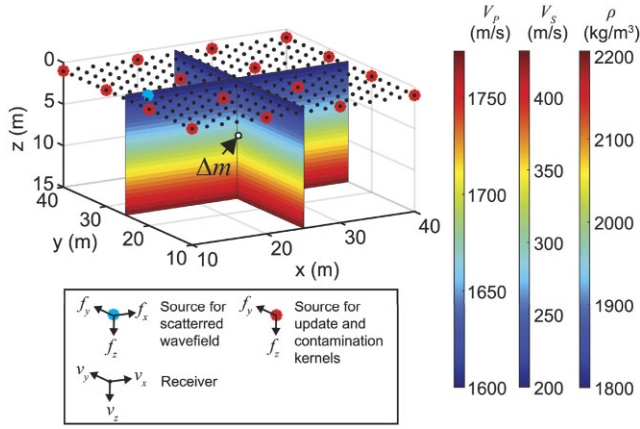 V_P
(m/s)
V_S
(m/s)
ρ
(kg/m³)
0
5
10
15
z (m)
40
30
20
10
y (m)
10
20
30
40
x (m)
Δm
1750
1700
1650
1600
400
350
300
250
200
2200
2100
2000
1900
1800
f_y
f_x
f_z
Source for
scatterred
wavefield
f_y
f_z
Source for
update and
contamination
kernels
v_y
v_x
v_z
Receiver